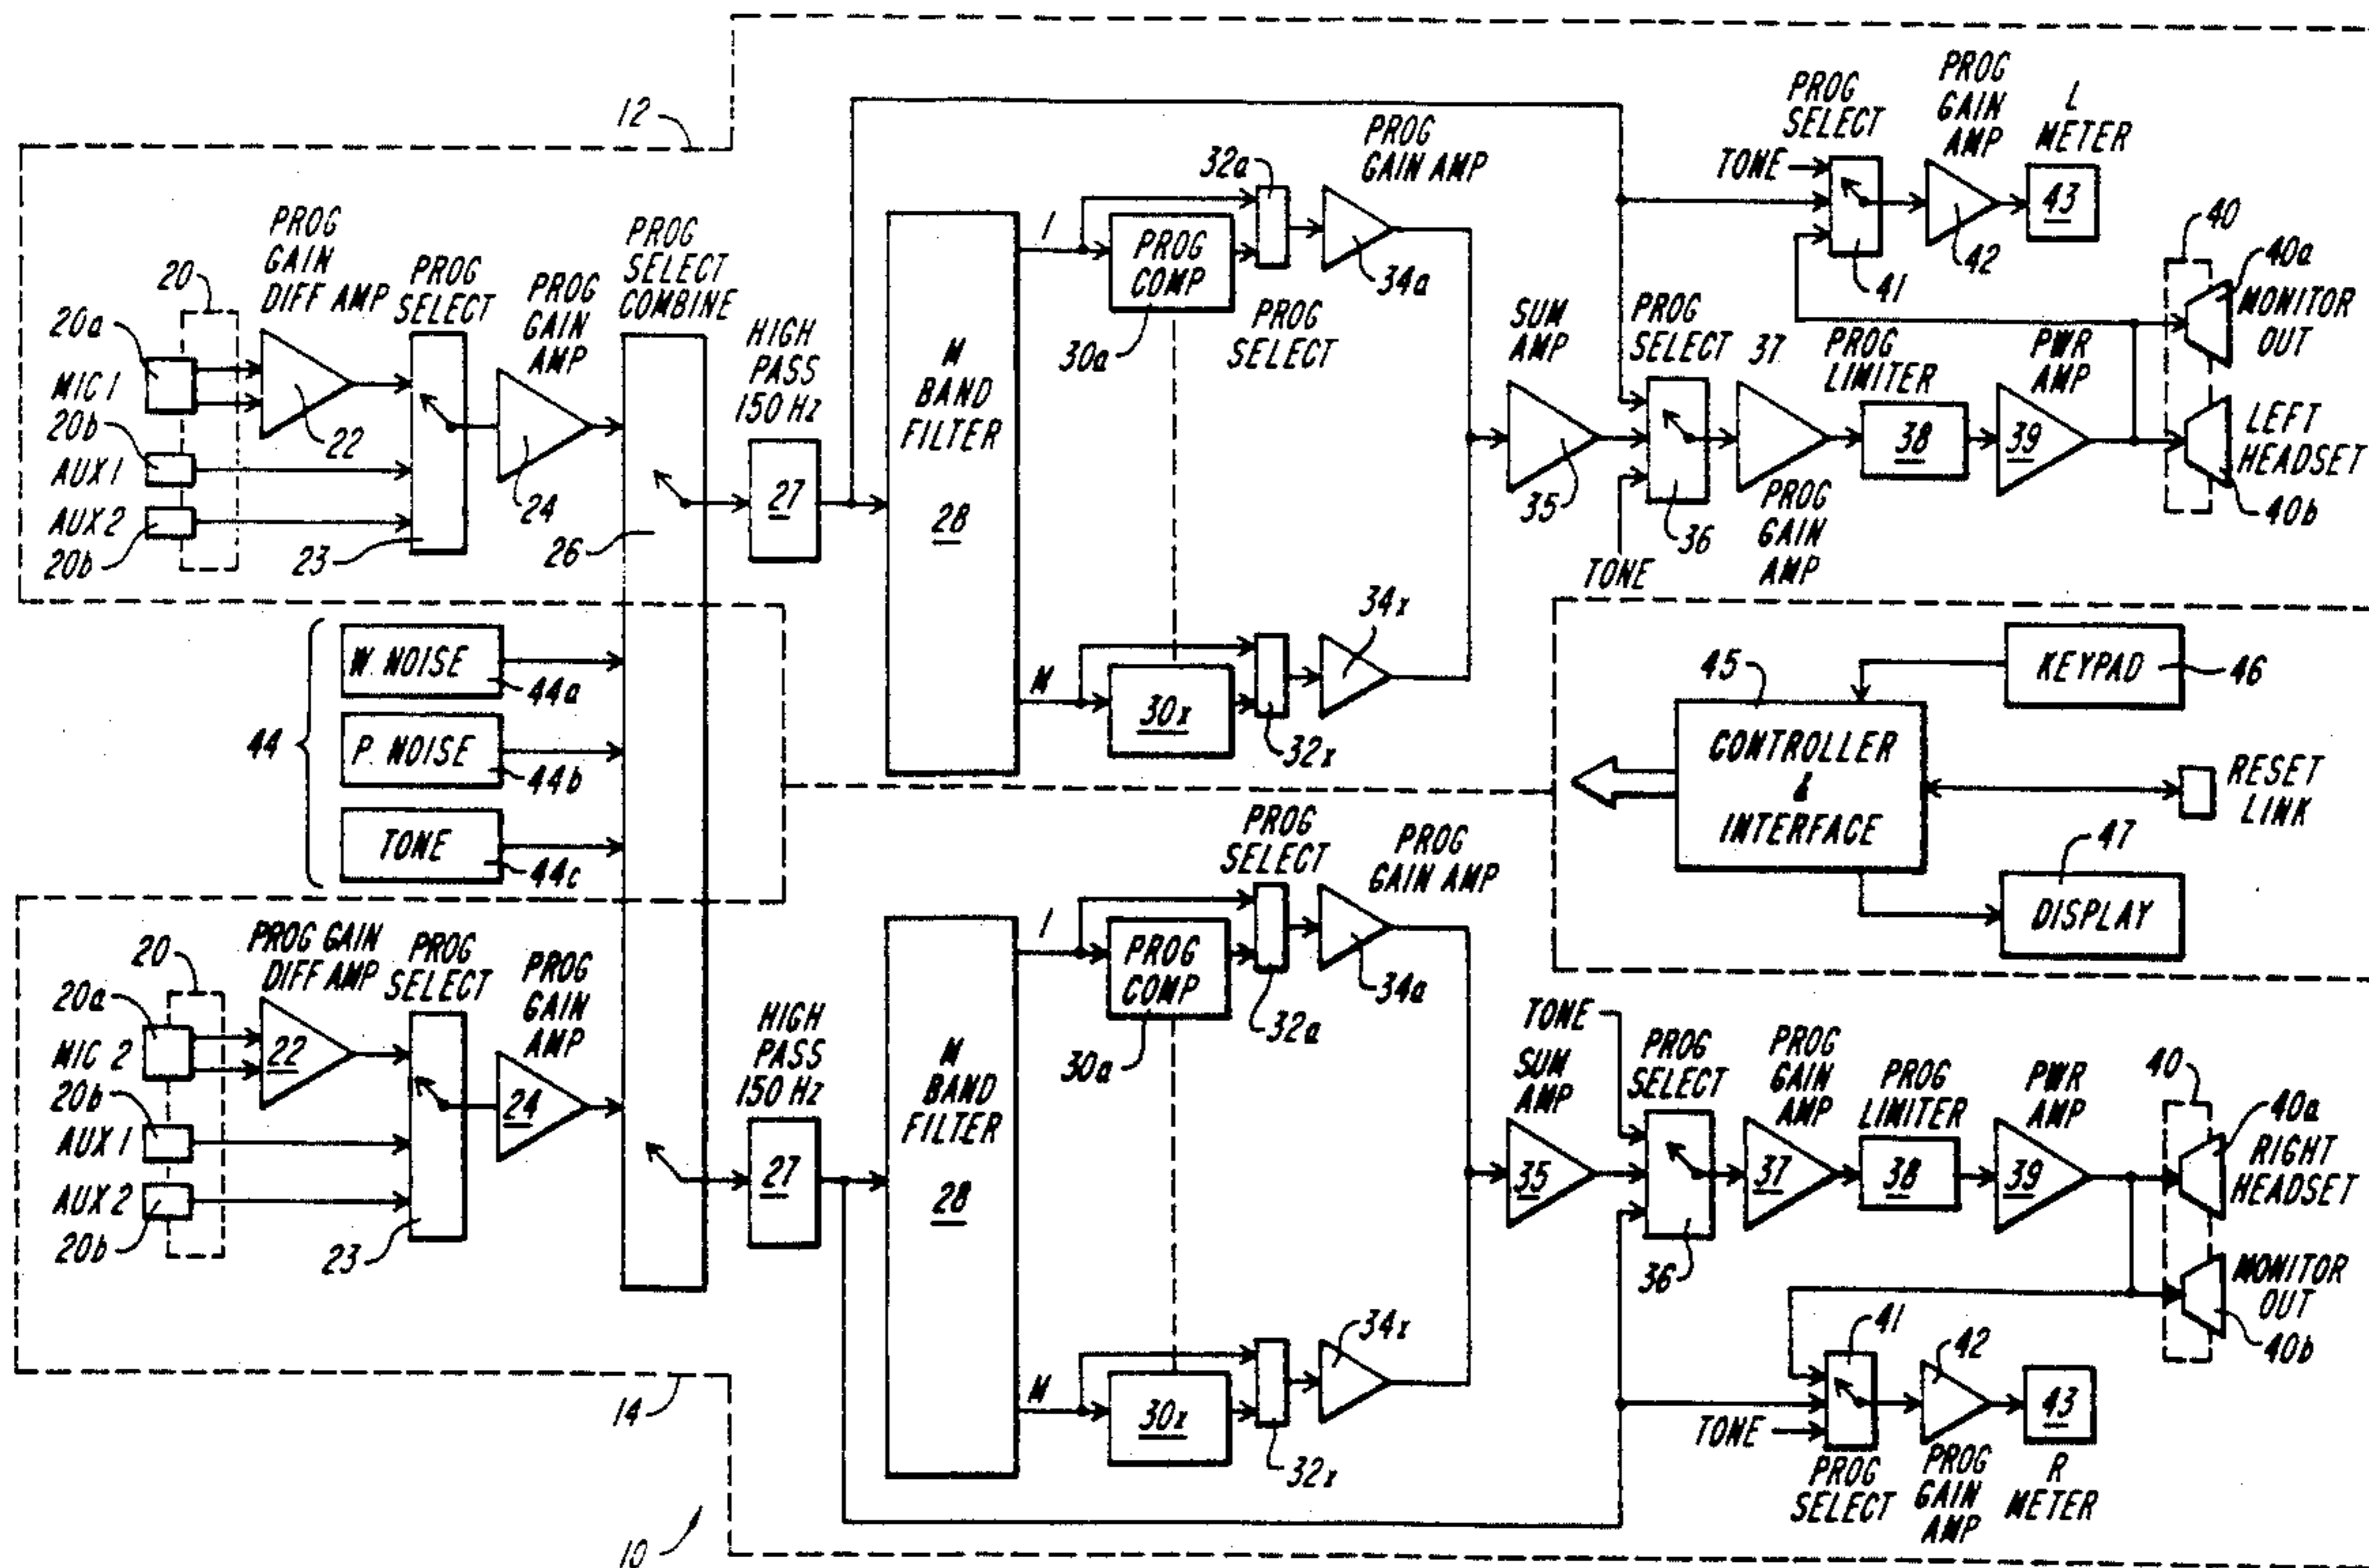 12
PROG
SELECT
PROG
GAIN
AMP
L
METER
TONE
41
42
43
40
40a
MONITOR
OUT
LEFT
HEADSET
40b
20
20a
MIC 1
20b
AUX 1
AUX 2
20b
PROG
GAIN
DIFF AMP
22
PROG
SELECT
23
PROG
GAIN
AMP
24
PROG
SELECT
COMBINE
26
HIGH
PASS
150 HZ
27
M
BAND
FILTER
28
1
PROG
COMP
30a
32a
PROG
SELECT
PROG
GAIN AMP
34a
M
30x
32x
34x
SUM
AMP
35
PROG
SELECT
36
TONE
37
PROG
GAIN
AMP
PROG
LIMITER
38
PWR
AMP
39
44
W. NOISE
44a
P. NOISE
44b
TONE
44c
45
CONTROLLER
&
INTERFACE
KEYPAD
46
RESET
LINK
47
DISPLAY
20
20a
MIC 2
20b
AUX 1
AUX 2
20b
PROG GAIN
DIFF AMP
22
PROG
SELECT
23
PROG
GAIN
AMP
24
HIGH
PASS
150 HZ
27
M
BAND
FILTER
28
1
PROG
COMP
30a
PROG
SELECT
32a
PROG
GAIN AMP
34a
M
30x
32x
34x
TONE
SUM
AMP
35
PROG
SELECT
36
PROG
GAIN
AMP
37
PROG
LIMITER
38
PWR
AMP
39
40
40a
RIGHT
HEADSET
MONITOR
OUT
40b
41
42
43
TONE
PROG
SELECT
PROG
GAIN
AMP
R
METER
14
10